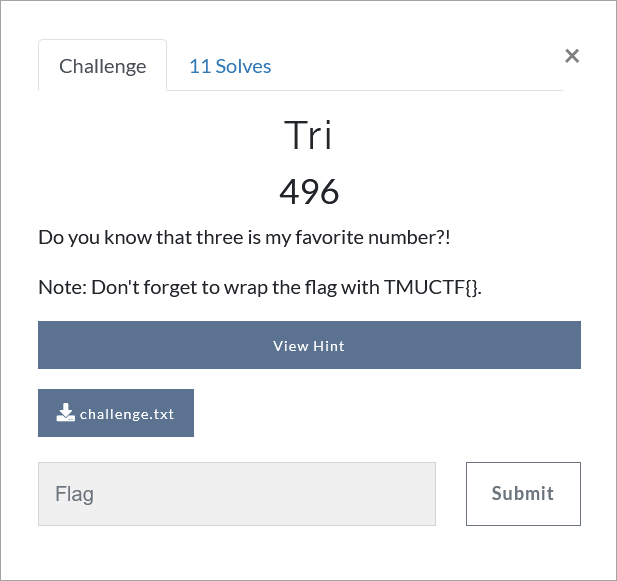 Challenge
11 Solves
×
Tri
496
Do you know that three is my favorite number?!
Note: Don't forget to wrap the flag with TMUCTF{}.
View Hint
challenge.txt
Flag
Submit